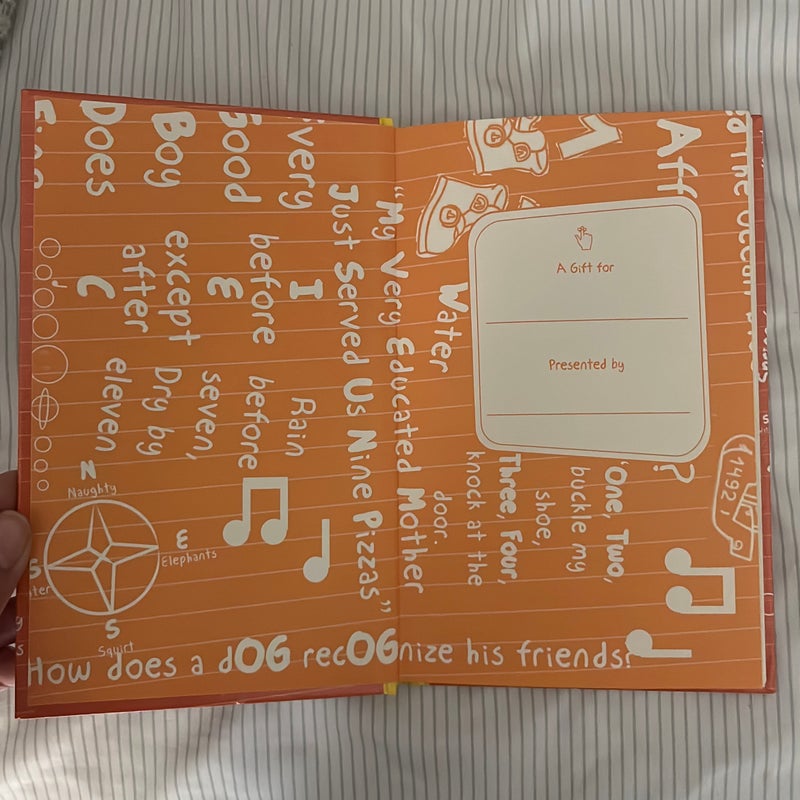 Every
Good
Boy
Does
I
before
E
except
after
C
Rain
before
seven,
Dry by
eleven
"My Very Educated Mother
Just Served Us Nine Pizzas"
N
Naughty
E
Elephants
S
Squirt
How does a dOG recOGnize his friends?
Aff
Water
A Gift for
Presented by
"One, Two,
buckle my
shoe,
Three, Four,
knock at the
door.
1492